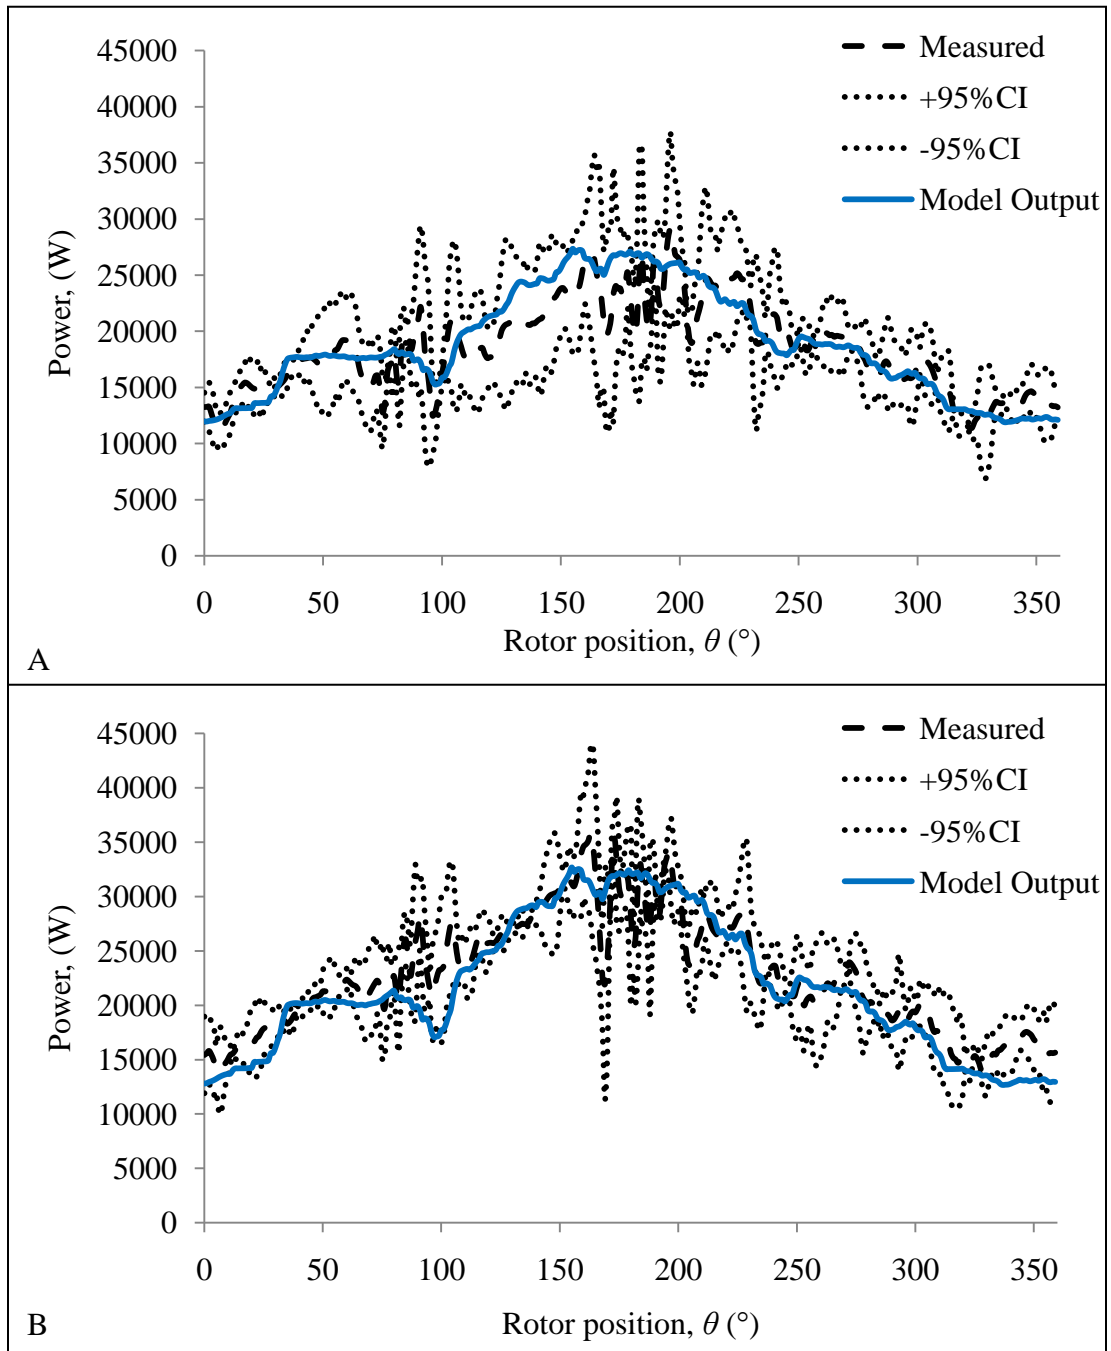 45000
40000
35000
30000
25000
20000
15000
10000
5000
0
Power, (W)
0 50 100 150 200 250 300 350
Rotor position, θ (°)
Measured
+95%CI
-95%CI
Model Output
A
45000
40000
35000
30000
25000
20000
15000
10000
5000
0
Power, (W)
0 50 100 150 200 250 300 350
Rotor position, θ (°)
Measured
+95%CI
-95%CI
Model Output
B